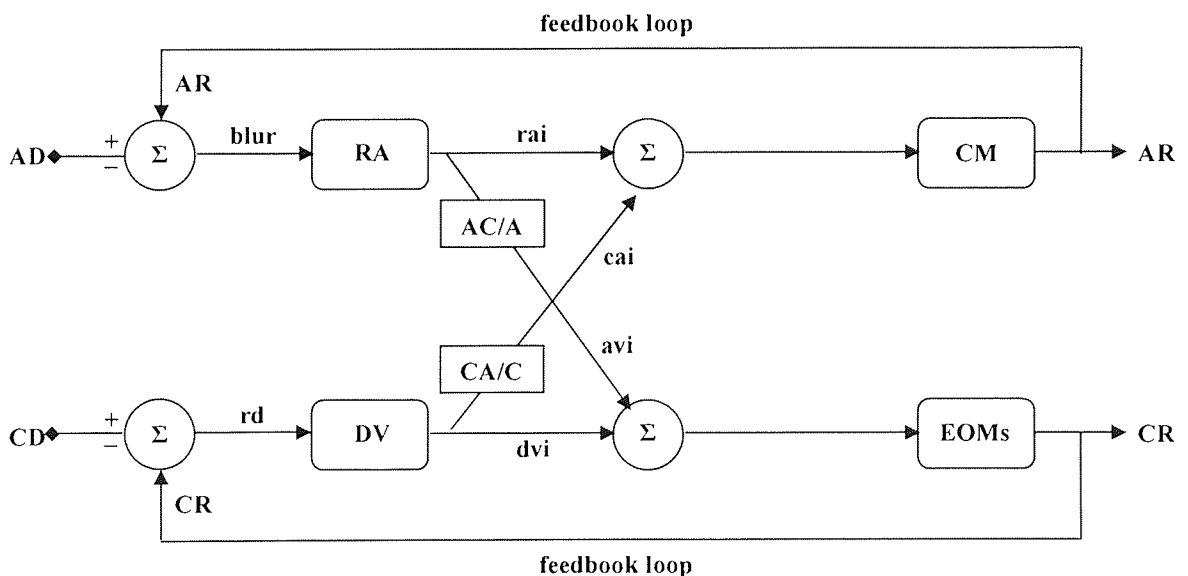 feedbook loop
AR
AD
+
−
Σ
blur
RA
rai
Σ
CM
AR
AC/A
cai
CA/C
avi
CD
+
−
Σ
rd
DV
dvi
Σ
EOMs
CR
CR
feedbook loop